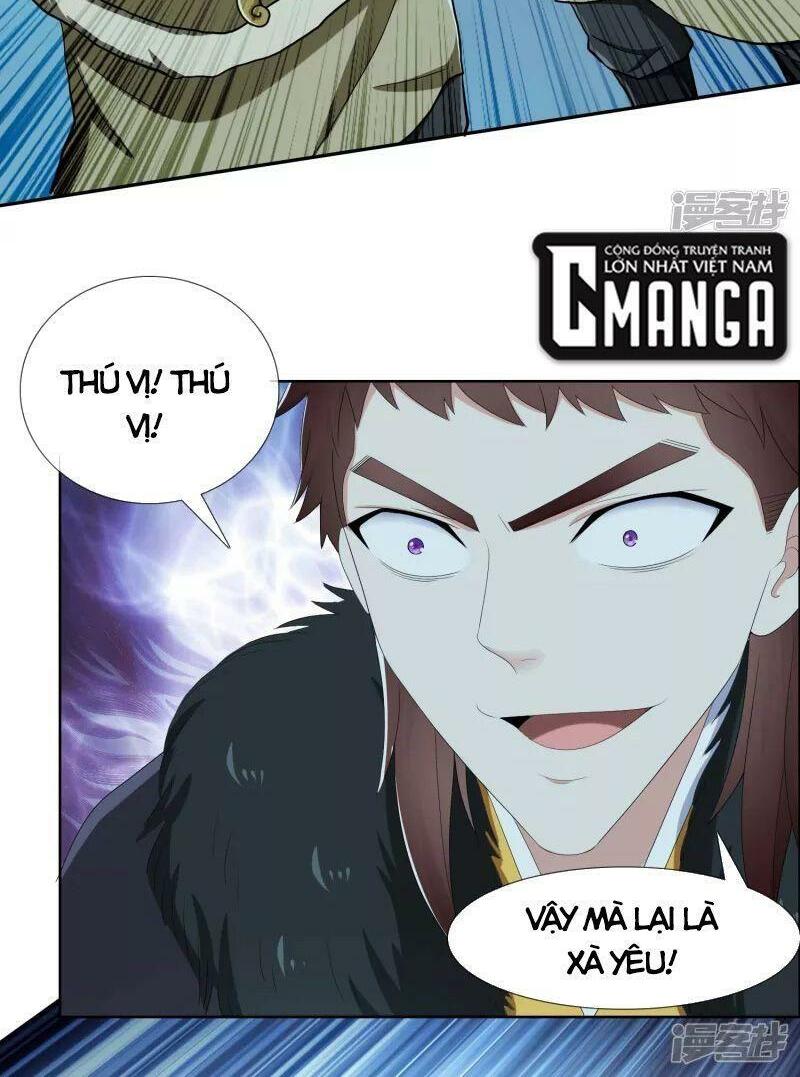 漫客栈
CỘNG ĐỒNG TRUYỆN TRANH
LỚN NHẤT VIỆT NAM
CMANGA
THÚ VỊ! THÚ
VỊ!
VẬY MÀ LẠI LÀ
XÀ YÊU!
漫客栈